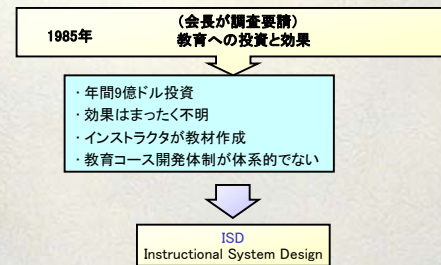 (会長が調査要請)
1985年
教育への投資と効果
・年間9億ドル投資
・効果はまったく不明
・インストラクタが教材作成
・教育コース開発体制が体系的でない
ISD
Instructional System Design